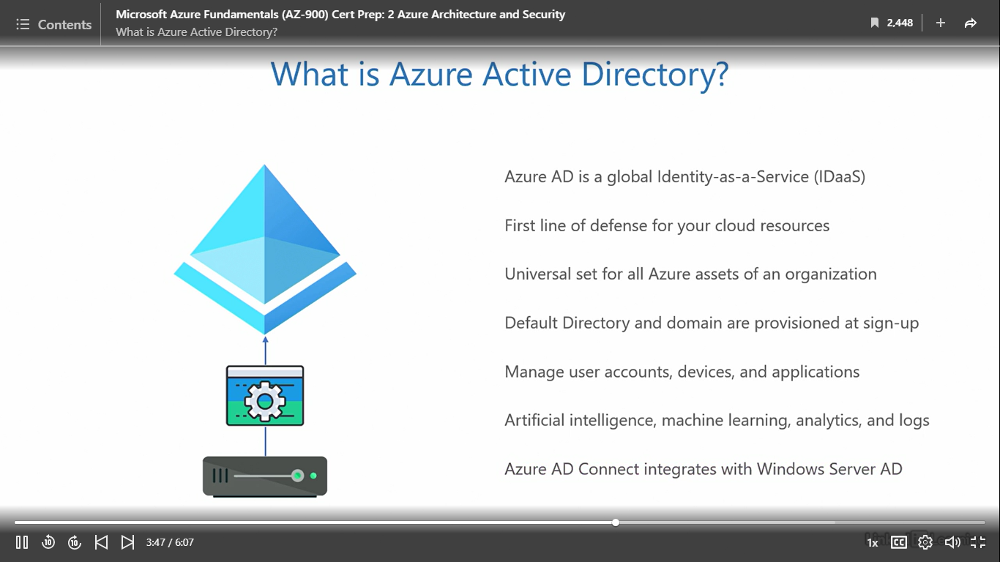 Contents
Microsoft Azure Fundamentals (AZ-900) Cert Prep: 2 Azure Architecture and Security
What is Azure Active Directory?
2,448
What is Azure Active Directory?
Azure AD is a global Identity-as-a-Service (IDaaS)
First line of defense for your cloud resources
Universal set for all Azure assets of an organization
Default Directory and domain are provisioned at sign-up
Manage user accounts, devices, and applications
Artificial intelligence, machine learning, analytics, and logs
Azure AD Connect integrates with Windows Server AD
10
10
3:47 / 6:07
1x
CC